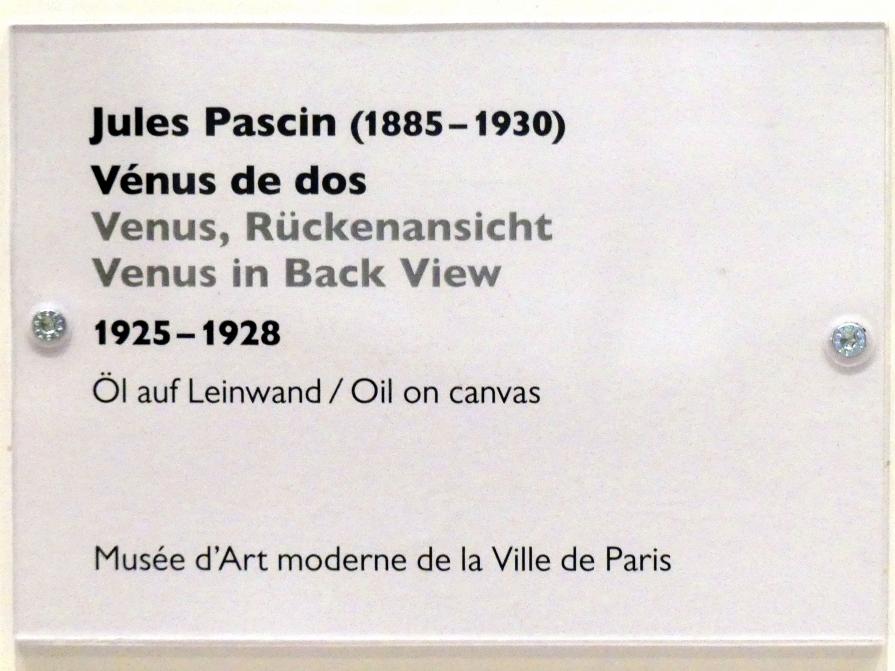 Jules Pascin (1885–1930)
Vénus de dos
Venus, Rückenansicht
Venus in Back View
1925–1928
Öl auf Leinwand / Oil on canvas
Musée d’Art moderne de la Ville de Paris